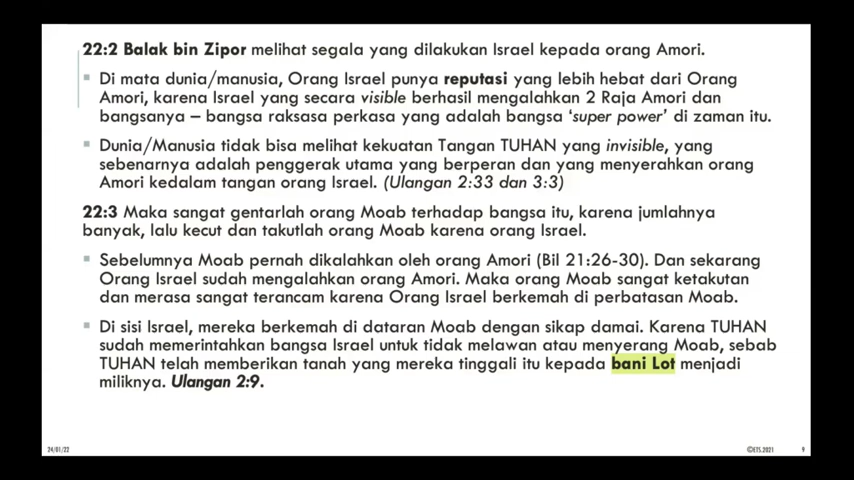 22:2 Balak bin Zipor melihat segala yang dilakukan Israel kepada orang Amori.
Di mata dunia/manusia, Orang Israel punya reputasi yang lebih hebat dari Orang
Amori, karena Israel yang secara visible berhasil mengalahkan 2 Raja Amori dan
bangsanya – bangsa raksasa perkasa yang adalah bangsa 'super power' di zaman itu.
Dunia/Manusia tidak bisa melihat kekuatan Tangan TUHAN yang invisible, yang
sebenarnya adalah penggerak utama yang berperan dan yang menyerahkan orang
Amori kedalam tangan orang Israel. (Ulangan 2:33 dan 3:3)
22:3 Maka sangat gentarlah orang Moab terhadap bangsa itu, karena jumlahnya
banyak, lalu kecut dan takutlah orang Moab karena orang Israel.
Sebelumnya Moab pernah dikalahkan oleh orang Amori (Bil 21:26-30). Dan sekarang
Orang Israel sudah mengalahkan orang Amori. Maka orang Moab sangat ketakutan
dan merasa sangat terancam karena Orang Israel berkemah di perbatasan Moab.
Di sisi Israel, mereka berkemah di dataran Moab dengan sikap damai. Karena TUHAN
sudah memerintahkan bangsa Israel untuk tidak melawan atau menyerang Moab, sebab
TUHAN telah memberikan tanah yang mereka tinggali itu kepada bani Lot menjadi
miliknya. Ulangan 2:9.
24/01/22
©ETS.2021
9